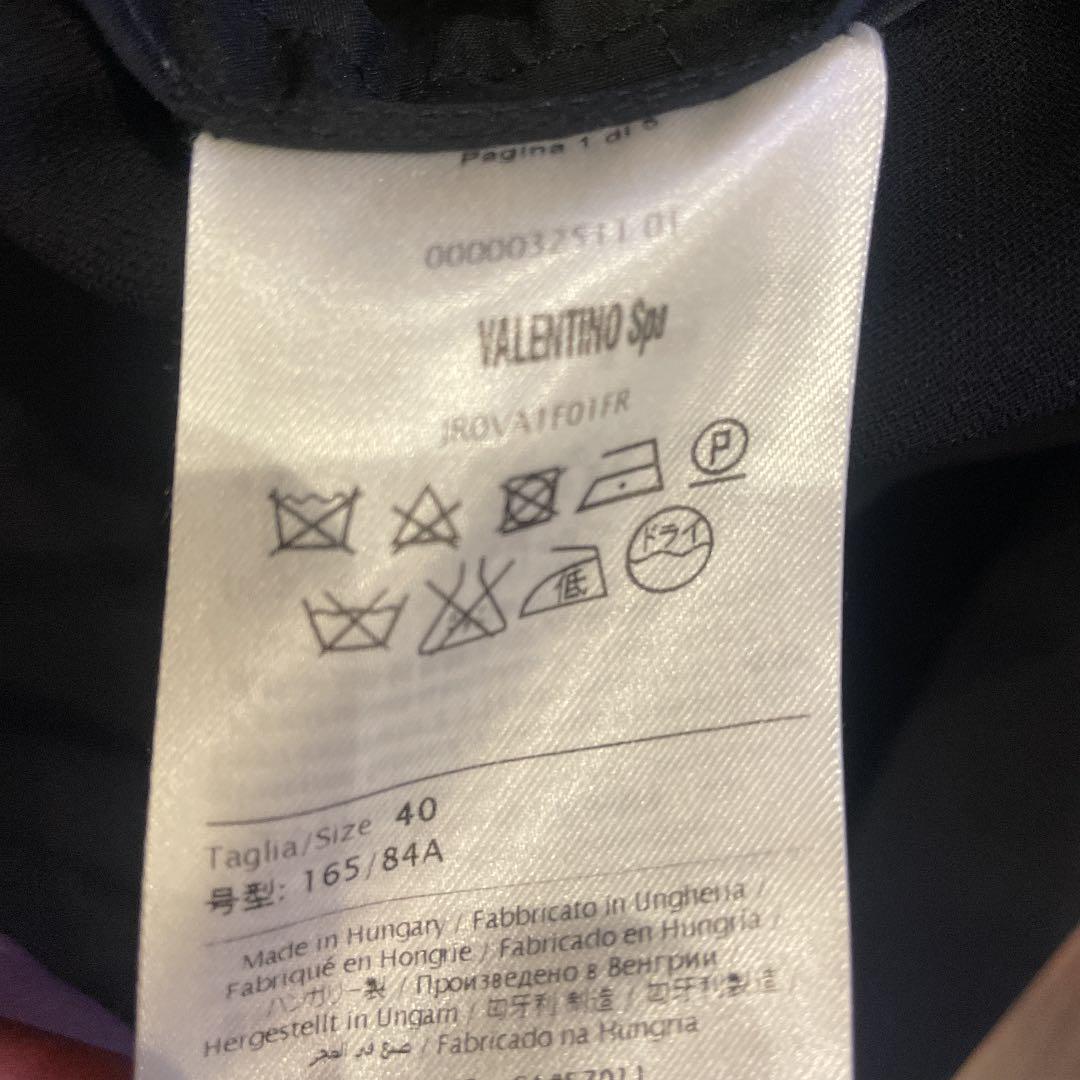 Pagina 1 di
0000032511 01
VALENTINO Spa
JR0VA1F01FR
P
ドライ
低
Taglia/Size 40
号型: 165/84A
Made in Hungary / Fabbricato in Ungheria /
Fabriqué en Hongrie / Fabricado en Hungría /
ハンガリー製 / Произведено в Венгрии
Hergestellt in Ungarn / 匈牙利 制造 / 匈牙利製造 /
/ Fabricado na Hungria